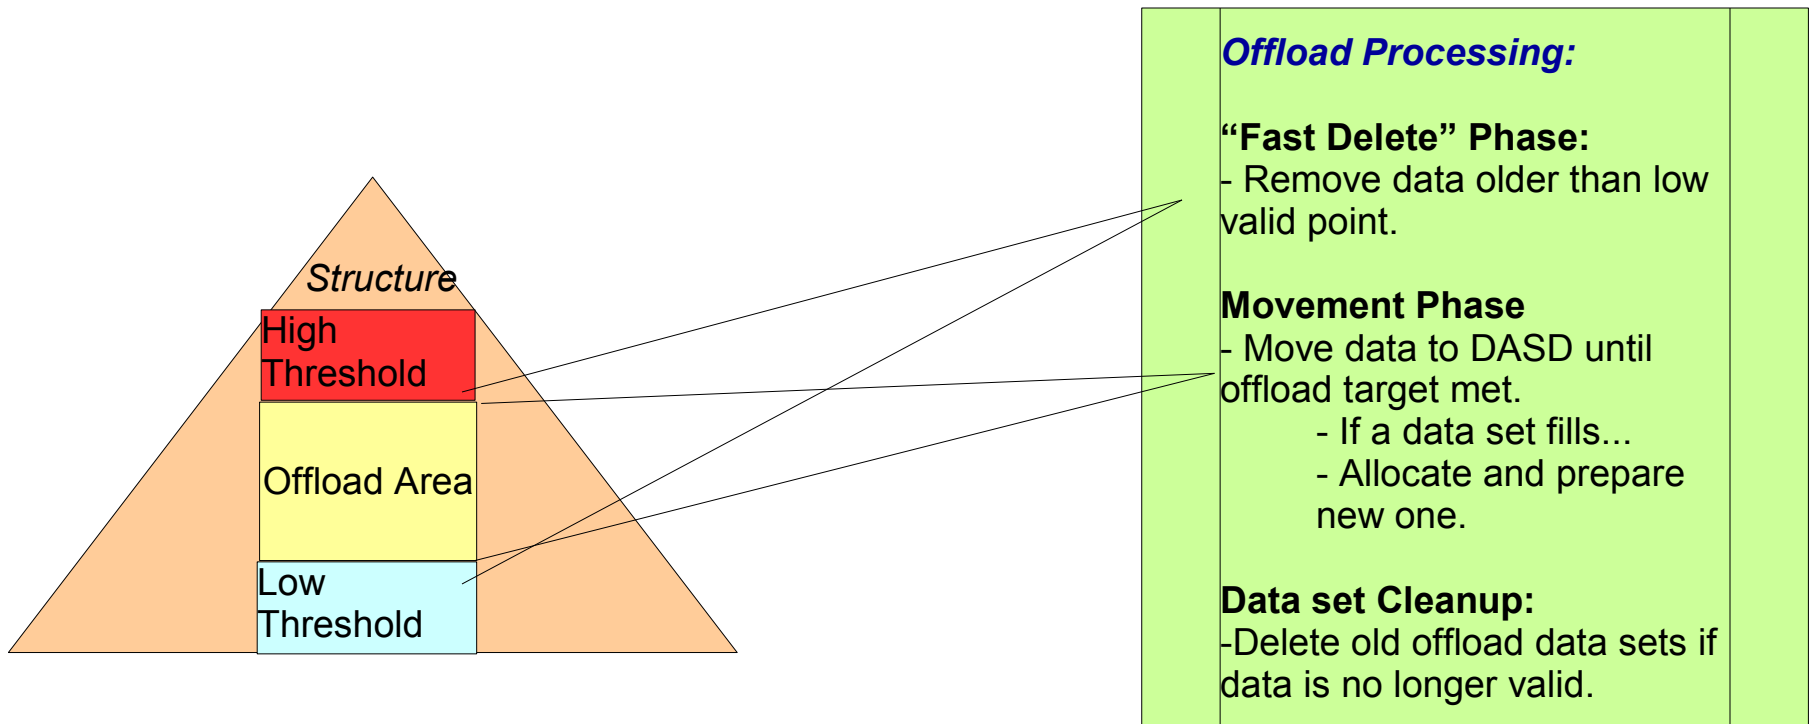 Structure
High
Threshold
Offload Area
Low
Threshold
Offload Processing:
“Fast Delete” Phase:
- Remove data older than low
valid point.
Movement Phase
- Move data to DASD until
offload target met.
- If a data set fills...
- Allocate and prepare
new one.
Data set Cleanup:
-Delete old offload data sets if
data is no longer valid.